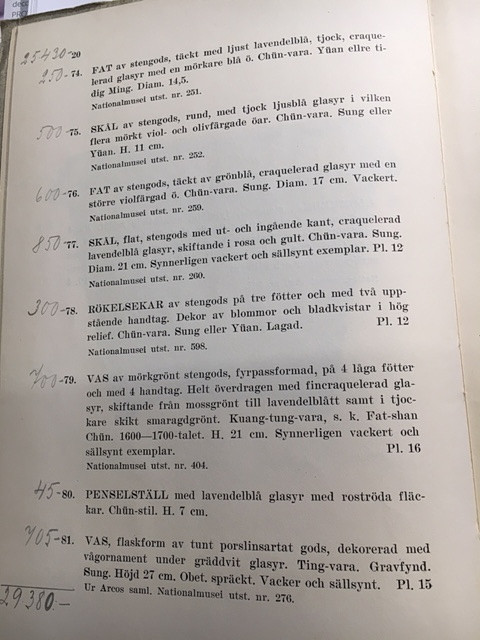 25430-20
250-74. FAT av stengods, täckt med ljust lavendelblå, tjock, craque-
lerad glasyr med en mörkare blå ö. Chün-vara. Yüan ellre ti-
dig Ming. Diam. 14,5.
Nationalmusei utst. nr. 251.
500-75. SKÅL av stengods, rund, med tjock ljusblå glasyr i vilken
flera mörkt viol- och olivfärgade öar. Chün-vara. Sung eller
Yüan. H. 11 cm.
Nationalmusei utst. nr. 252.
600-76. FAT av stengods, täckt av grönblå, craquelerad glasyr med en
större violfärgad ö. Chün-vara. Sung. Diam. 17 cm. Vackert.
Nationalmusei utst. nr. 259.
850-77. SKÅL, flat, stengods med ut- och ingående kant, craquelerad
lavendelblå glasyr, skiftande i rosa och gult. Chün-vara. Sung.
Diam. 21 cm. Synnerligen vackert och sällsynt exemplar. Pl. 12
Nationalmusei utst. nr. 260.
300-78. RÖKELSEKAR av stengods på tre fötter och med två upp-
stående handtag. Dekor av blommor och bladkvistar i hög
relief. Chün-vara. Sung eller Yüan. Lagad. Pl. 12
Nationalmusei utst. nr. 598.
700-79. VAS av mörkgrönt stengods, fyrpassformad, på 4 låga fötter
och med 4 handtag. Helt överdragen med fincraquelerad gla-
syr, skiftande från mossgrönt till lavendelblått samt i tjoc-
kare skikt smaragdgrönt. Kuang-tung-vara, s. k. Fat-shan
Chün. 1600—1700-talet. H. 21 cm. Synnerligen vackert och
sällsynt exemplar. Pl. 16
Nationalmusei utst. nr. 404.
45-80. PENSELSTÄLL med lavendelblå glasyr med roströda fläc-
kar. Chün-stil. H. 7 cm.
705-81. VAS, flaskform av tunt porslinsartat gods, dekorerad med
vågornament under gräddvit glasyr. Ting-vara. Gravfynd.
Sung. Höjd 27 cm. Obet. spräckt. Vacker och sällsynt. Pl. 15
Ur Arcos saml. Nationalmusei utst. nr. 276.
29380.-